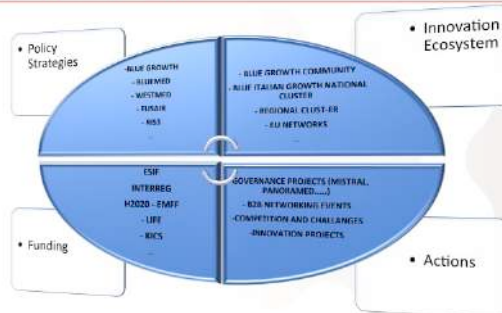 • Policy Strategies
• Innovation Ecosystem
-BLUE GROWTH
- BLUEMED
- WESTMED
- EUSAIR
- RIS3
...
- BLUE GROWTH COMMUNITY
- BLUE ITALIAN GROWTH NATIONAL
CLUSTER
- REGIONAL CLUST-ER
- EU NETWORKS
...
ESIF
INTERREG
H2020 - EMFF
- LIFE
- KICS
...
GOVERNANCE PROJECTS (MISTRAL,
PANORAMED.....)
- B2B NETWORKING EVENTS
-COMPETITION AND CHALLANGES
-INNOVATION PROJECTS
• Funding
• Actions